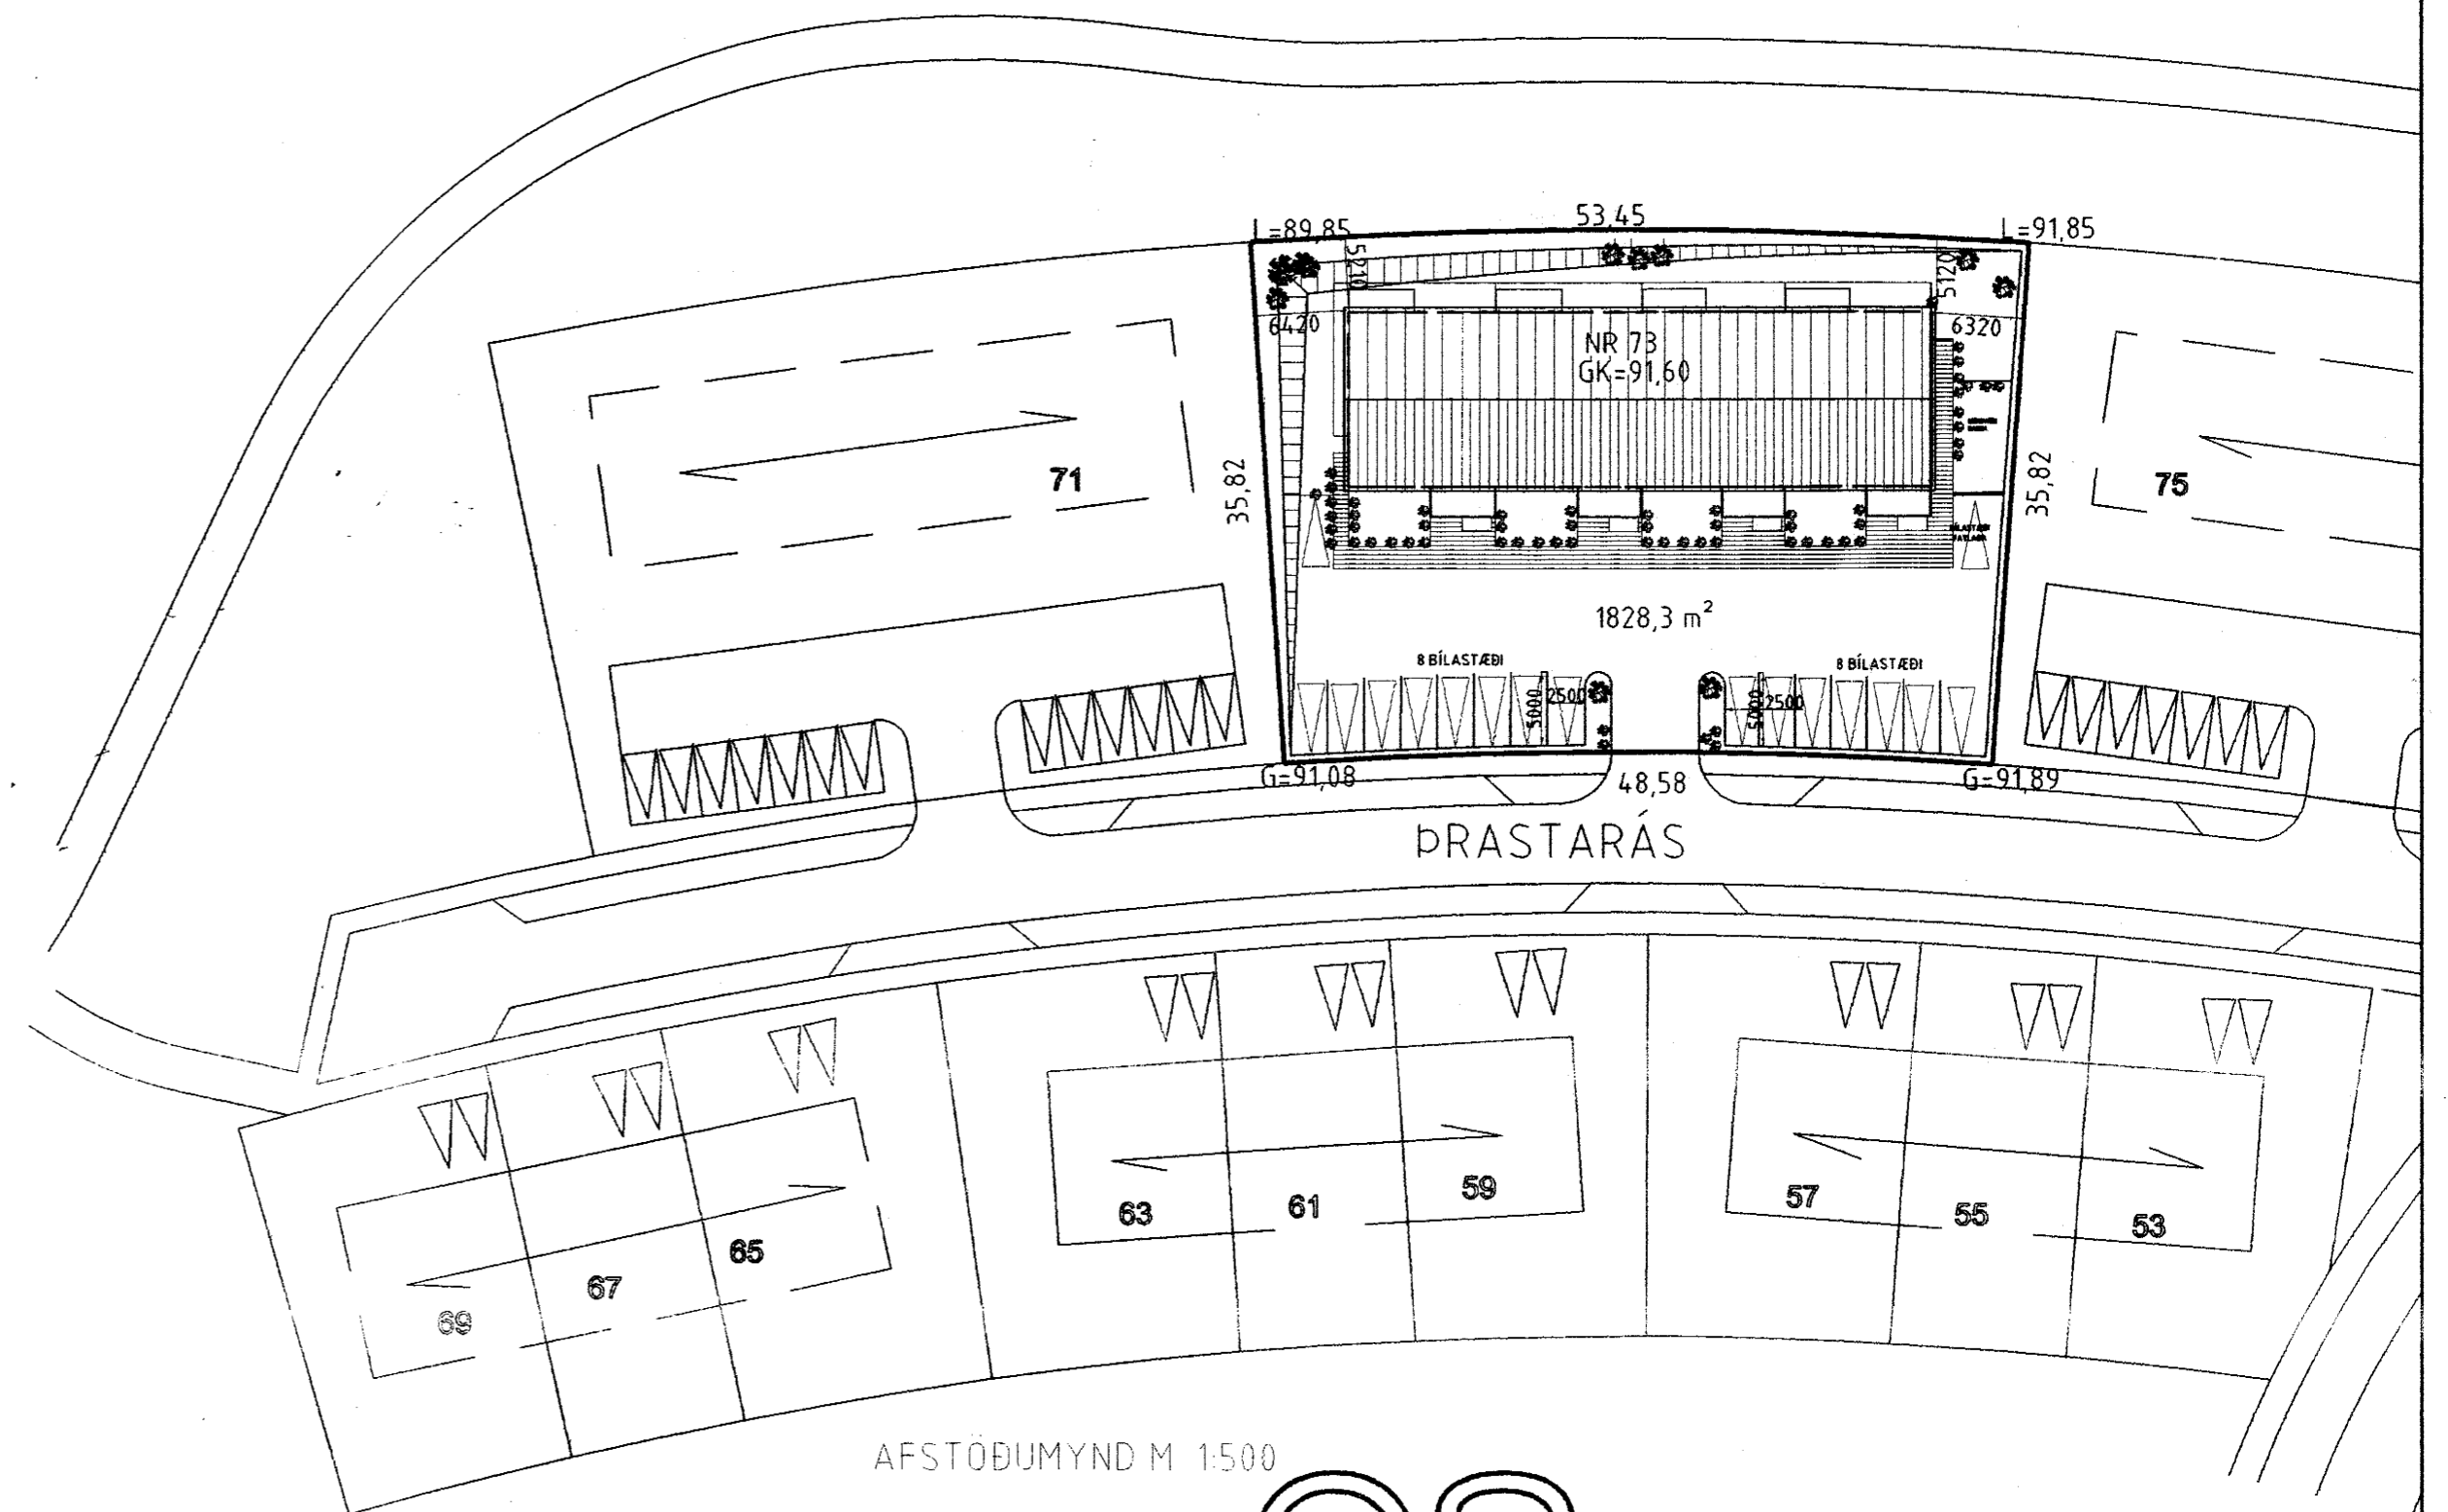 53,45
L=89,85
L=91,85
5210
5120
6420
6320
NR 73
GK=91,60
71
75
35,82
35,82
1828,3 m²
8 BÍLASTÆÐI
8 BÍLASTÆÐI
5000
2500
5000
2500
G=91,08
48,58
G=91,89
ÞRASTARÁS
63
61
59
57
55
53
69
67
65
AFSTÖÐUMYND M 1:500